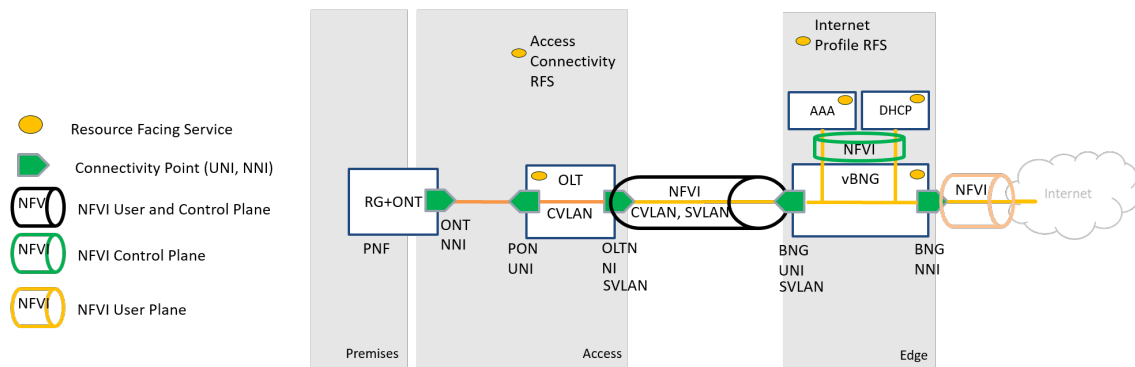 Resource Facing Service
Connectivity Point (UNI, NNI)
NFVI
NFVI User and Control Plane
NFVI
NFVI Control Plane
NFVI
NFVI User Plane
Premises
RG+ONT
PNF
ONT
NNI
Access
Connectivity
RFS
OLT
CVLAN
PON
UNI
OLTN
NI
SVLAN
Access
NFVI
CVLAN, SVLAN
Internet
Profile RFS
AAA
DHCP
NFVI
vBNG
BNG
UNI
SVLAN
BNG
NNI
Edge
NFVI
Internet